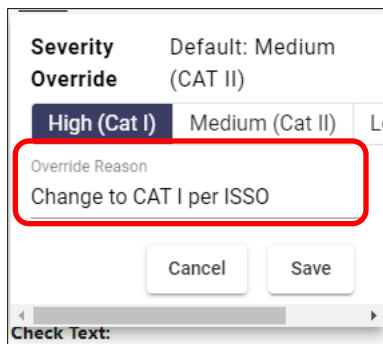 Severity Default: Medium
Override (CAT II)
High (Cat I) Medium (Cat II)
Override Reason
Change to CAT I per ISSO
Cancel Save
Check Text: